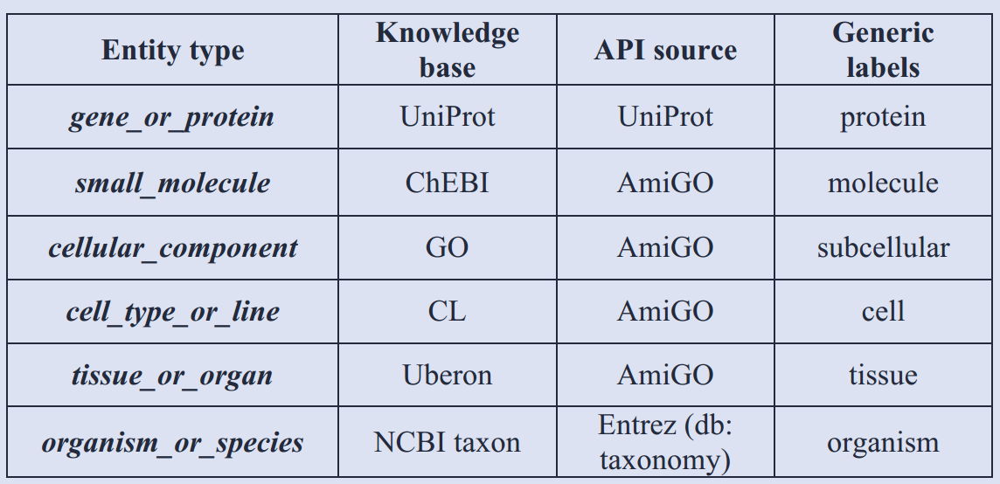 Entity type Knowledge base API source Generic labels
gene_or_protein UniProt UniProt protein
small_molecule ChEBI AmiGO molecule
cellular_component GO AmiGO subcellular
cell_type_or_line CL AmiGO cell
tissue_or_organ Uberon AmiGO tissue
organism_or_species NCBI taxon Entrez (db: taxonomy) organism